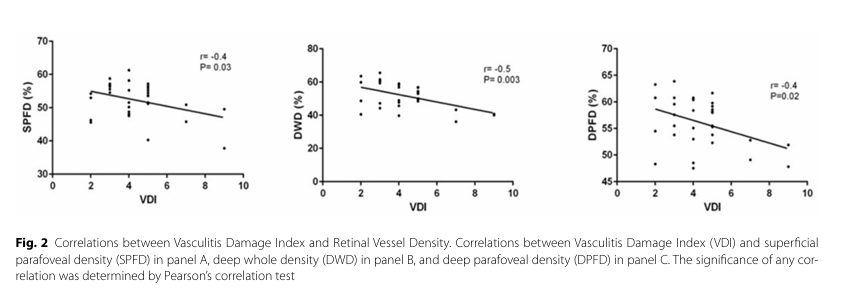 70
60
50
40
30
0
2
4
6
8
10
SPFD (%)
VDI
r= -0.4
P= 0.03
80
60
40
20
0
0
2
4
6
8
10
DWD (%)
VDI
r= -0.5
P= 0.003
70
65
60
55
50
45
0
2
4
6
8
10
DPFD (%)
VDI
r= -0.4
P=0.02
Fig. 2 Correlations between Vasculitis Damage Index and Retinal Vessel Density. Correlations between Vasculitis Damage Index (VDI) and superficial
parafoveal density (SPFD) in panel A, deep whole density (DWD) in panel B, and deep parafoveal density (DPFD) in panel C. The significance of any cor-
relation was determined by Pearson's correlation test